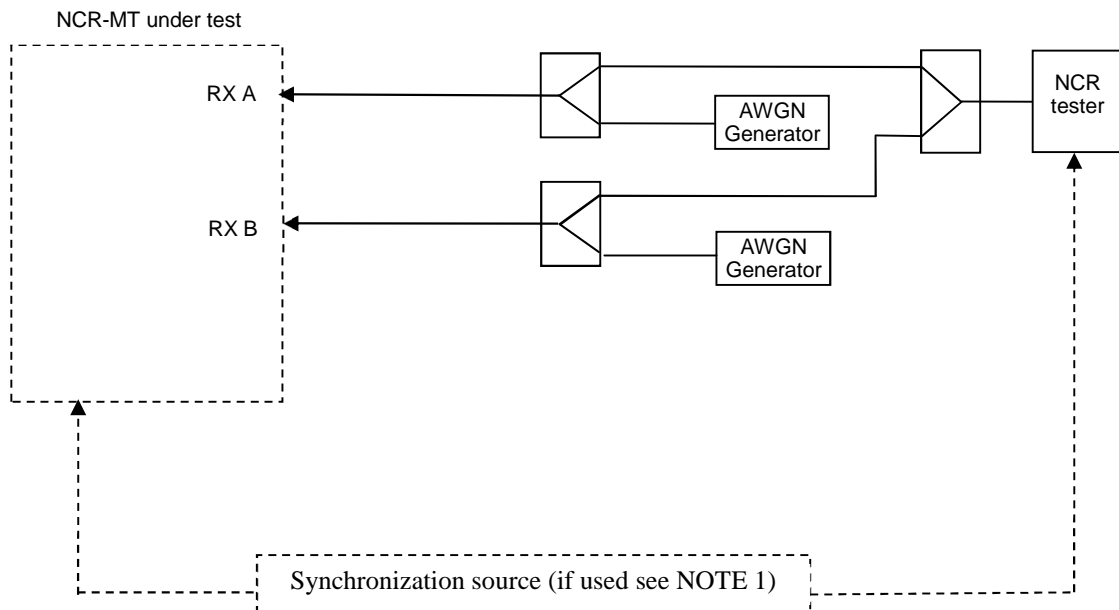 NCR-MT under test
RX A
AWGN
Generator
NCR
tester
RX B
AWGN
Generator
Synchronization source (if used see NOTE 1)